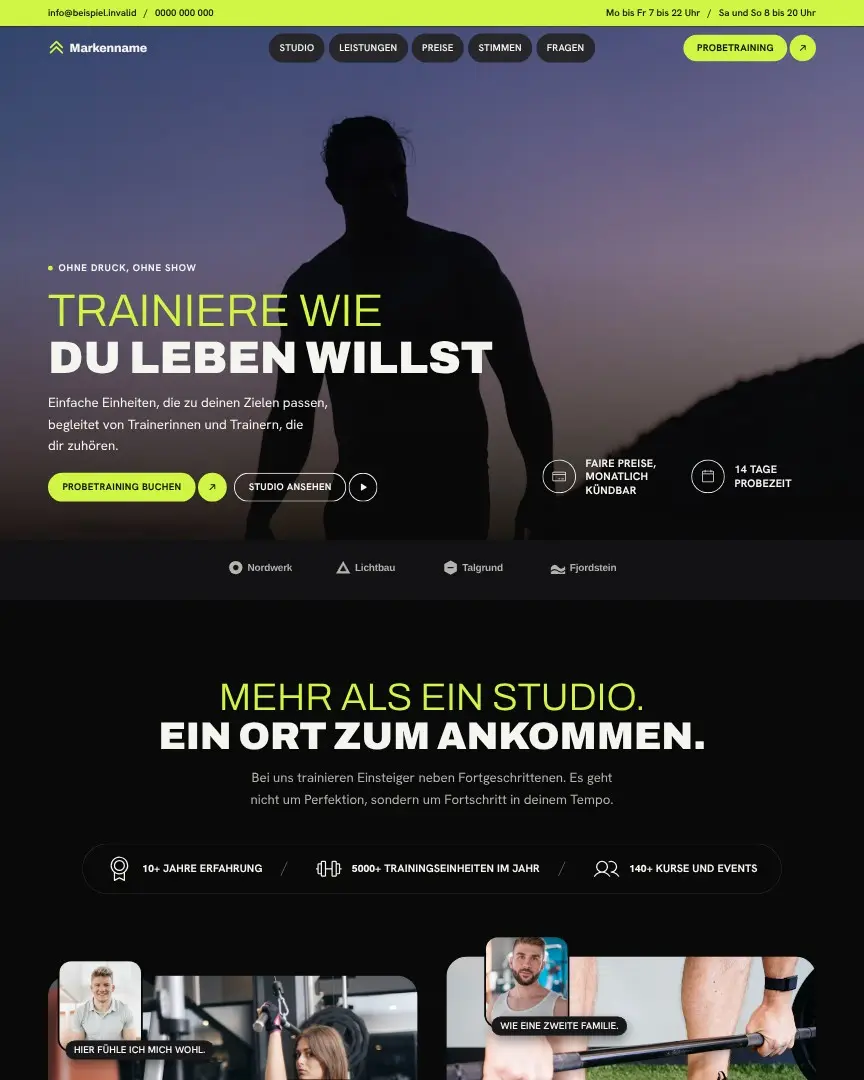 info@beispiel.invalid / 0000 000 000
Mo bis Fr 7 bis 22 Uhr / Sa und So 8 bis 20 Uhr
Markenname
STUDIO
LEISTUNGEN
PREISE
STIMMEN
FRAGEN
PROBETRAINING
OHNE DRUCK, OHNE SHOW
TRAINIERE WIE
DU LEBEN WILLST
Einfache Einheiten, die zu deinen Zielen passen,
begleitet von Trainerinnen und Trainern, die
dir zuhören.
PROBETRAINING BUCHEN
STUDIO ANSEHEN
FAIRE PREISE,
MONATLICH
KÜNDBAR
14 TAGE
PROBEZEIT
Nordwerk
Lichtbau
Talgrund
Fjordstein
MEHR ALS EIN STUDIO.
EIN ORT ZUM ANKOMMEN.
Bei uns trainieren Einsteiger neben Fortgeschrittenen. Es geht
nicht um Perfektion, sondern um Fortschritt in deinem Tempo.
10+ JAHRE ERFAHRUNG / 5000+ TRAININGSEINHEITEN IM JAHR / 140+ KURSE UND EVENTS
HIER FÜHLE ICH MICH WOHL.
WIE EINE ZWEITE FAMILIE.